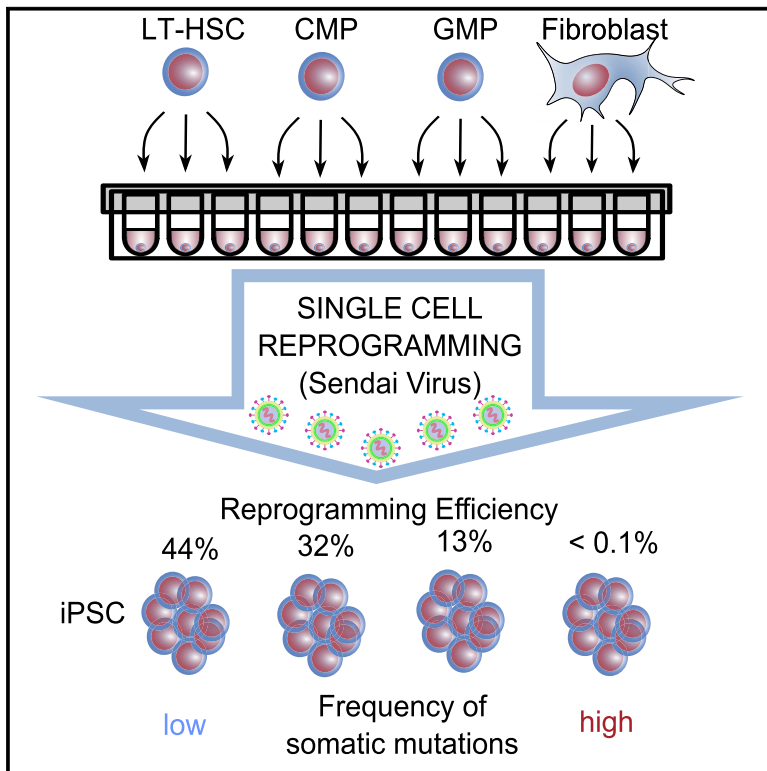 LT-HSC CMP GMP Fibroblast
SINGLE CELL
REPROGRAMMING
(Sendai Virus)
Reprogramming Efficiency
44% 32% 13% < 0.1%
iPSC
low Frequency of somatic mutations high